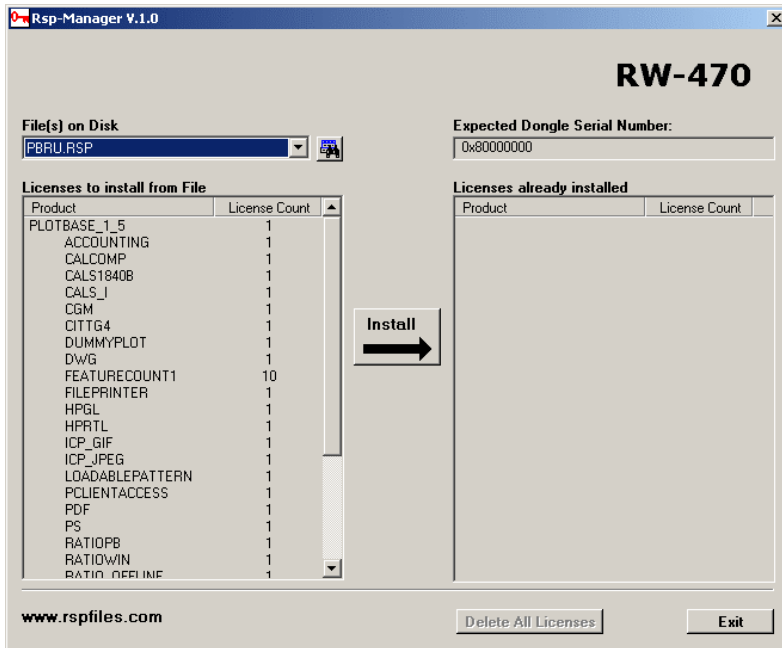 Rsp-Manager V.1.0
RW-470
File(s) on Disk
PBRU.RSP
Expected Dongle Serial Number:
0x80000000
Licenses to install from File
Product License Count
PLOTBASE_1_5 1
ACCOUNTING 1
CALCOMP 1
CALS1840B 1
CALS_I 1
CGM 1
CITTG4 1
DUMMYPLOT 1
DWG 1
FEATURECOUNT1 10
FILEPRINTER 1
HPGL 1
HPRTL 1
ICP_GIF 1
ICP_JPEG 1
LOADABLEPATTERN 1
PCLIENTACCESS 1
PDF 1
PS 1
RATIOPB 1
RATIOWIN 1
RATIO_OFFLINE 1
Install
Licenses already installed
Product License Count
www.rspfiles.com
Delete All Licenses
Exit